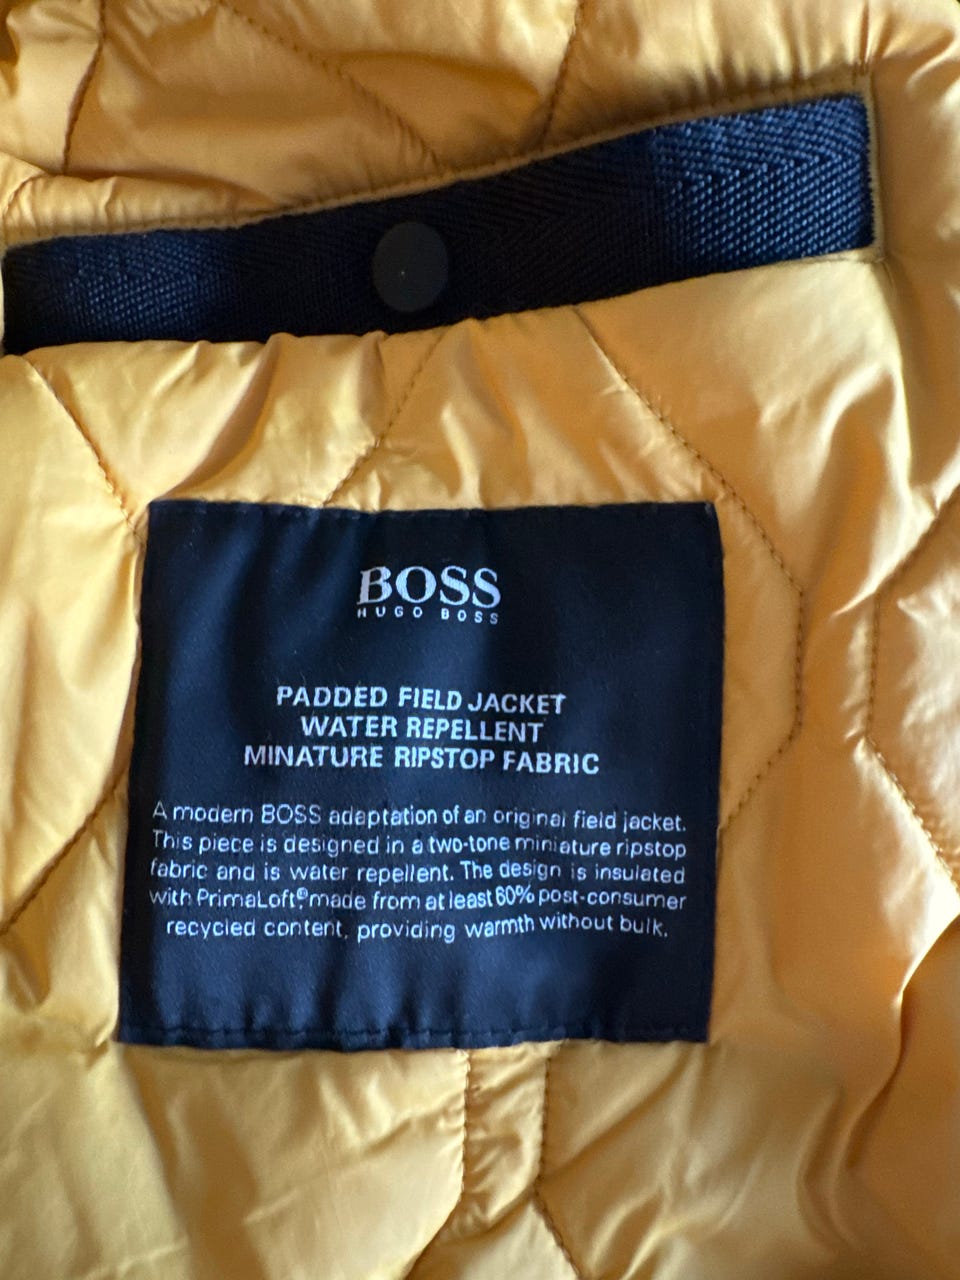 BOSS
HUGO BOSS
PADDED FIELD JACKET
WATER REPELLENT
MINATURE RIPSTOP FABRIC
A modern BOSS adaptation of an original field jacket.
This piece is designed in a two-tone miniature ripstop
fabric and is water repellent. The design is insulated
with PrimaLoft®, made from at least 60% post-consumer
recycled content, providing warmth without bulk.